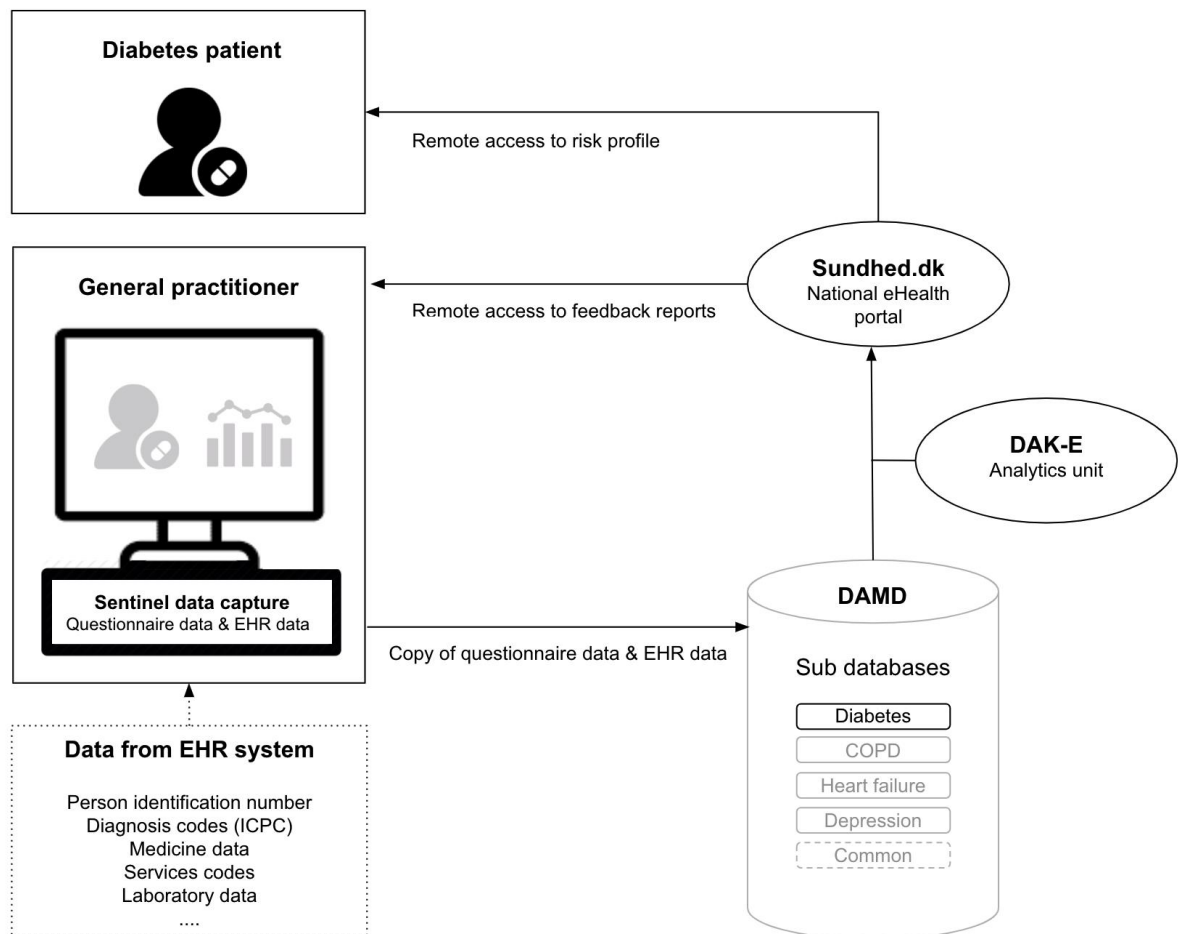 Diabetes patient
Remote access to risk profile
General practitioner
Sundhed.dk
National eHealth
portal
Remote access to feedback reports
DAK-E
Analytics unit
Sentinel data capture
Questionnaire data & EHR data
Copy of questionnaire data & EHR data
DAMD
Sub databases
Diabetes
COPD
Heart failure
Depression
Common
Data from EHR system
Person identification number
Diagnosis codes (ICPC)
Medicine data
Services codes
Laboratory data
....